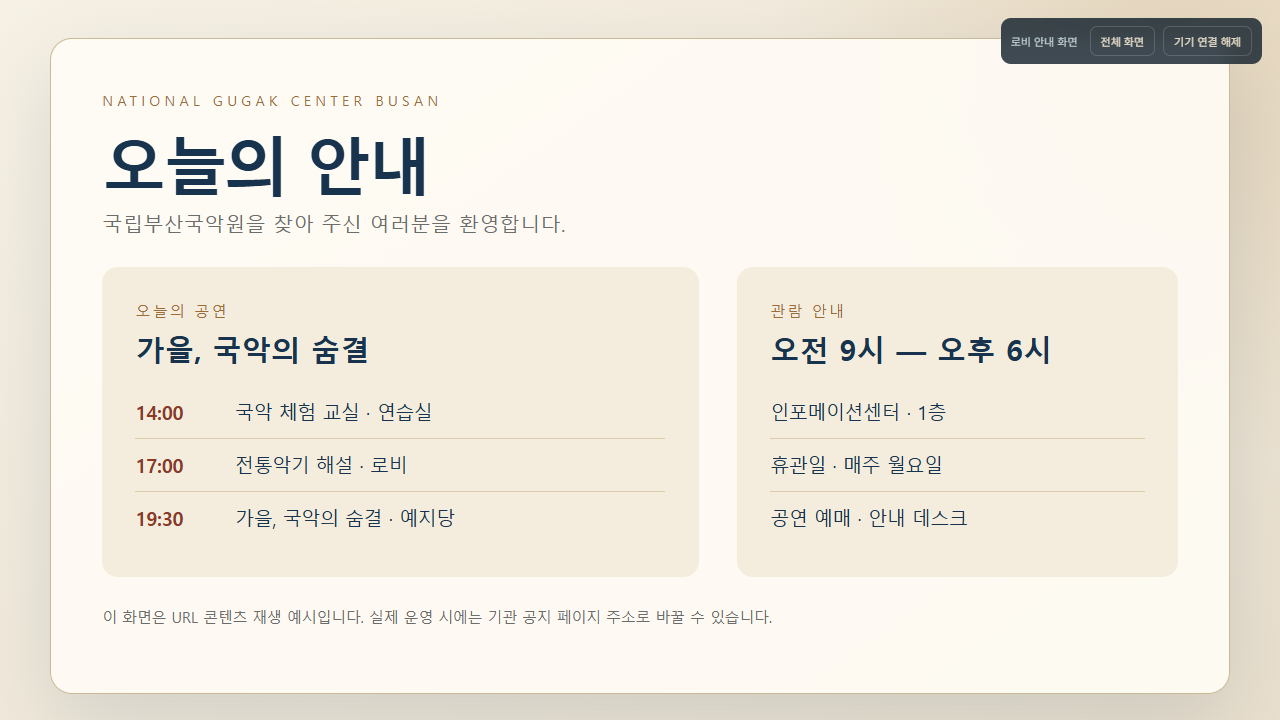 로비 안내 화면 전체 화면 기기 연결 해제
NATIONAL GUGAK CENTER BUSAN
오늘의 안내
국립부산국악원을 찾아 주신 여러분을 환영합니다.
오늘의 공연
가을, 국악의 숨결
14:00 국악 체험 교실 · 연습실
17:00 전통악기 해설 · 로비
19:30 가을, 국악의 숨결 · 예지당
관람 안내
오전 9시 — 오후 6시
인포메이션센터 · 1층
휴관일 · 매주 월요일
공연 예매 · 안내 데스크
이 화면은 URL 콘텐츠 재생 예시입니다. 실제 운영 시에는 기관 공지 페이지 주소로 바꿀 수 있습니다.